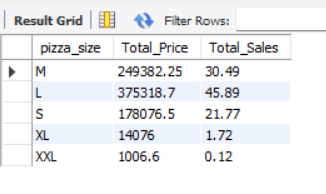 Result Grid Filter Rows:
pizza_size Total_Price Total_Sales
M 249382.25 30.49
L 375318.7 45.89
S 178076.5 21.77
XL 14076 1.72
XXL 1006.6 0.12